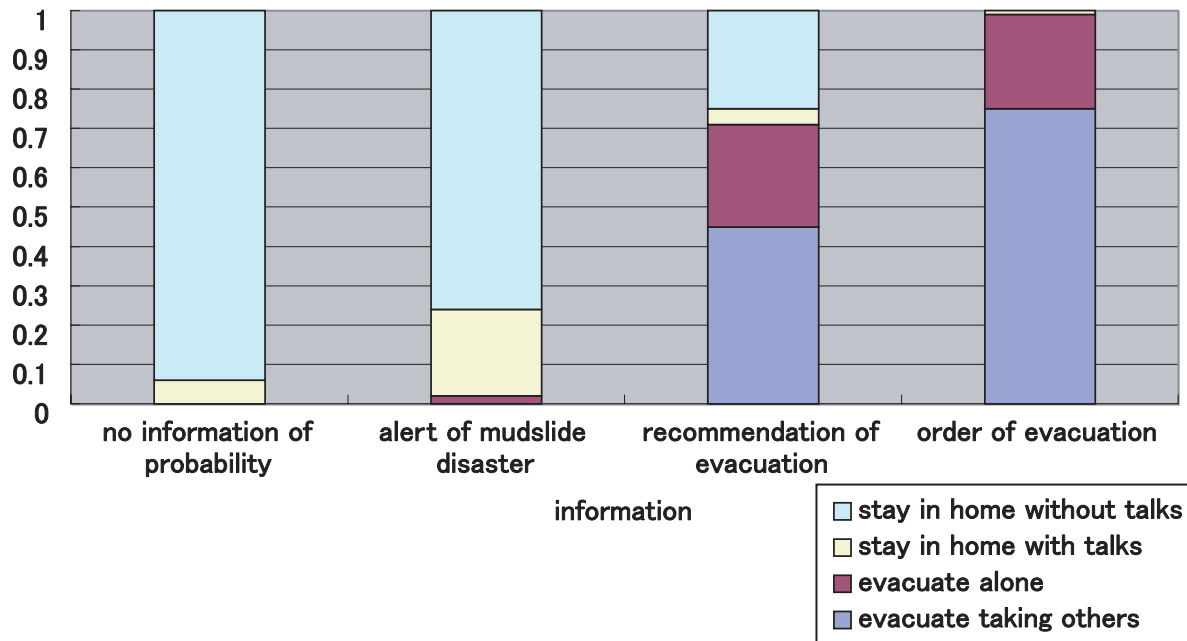 1
0.9
0.8
0.7
0.6
0.5
0.4
0.3
0.2
0.1
0
no information of
probability
alert of mudslide
disaster
recommendation of
evacuation
order of evacuation
information
stay in home without talks
stay in home with talks
evacuate alone
evacuate taking others